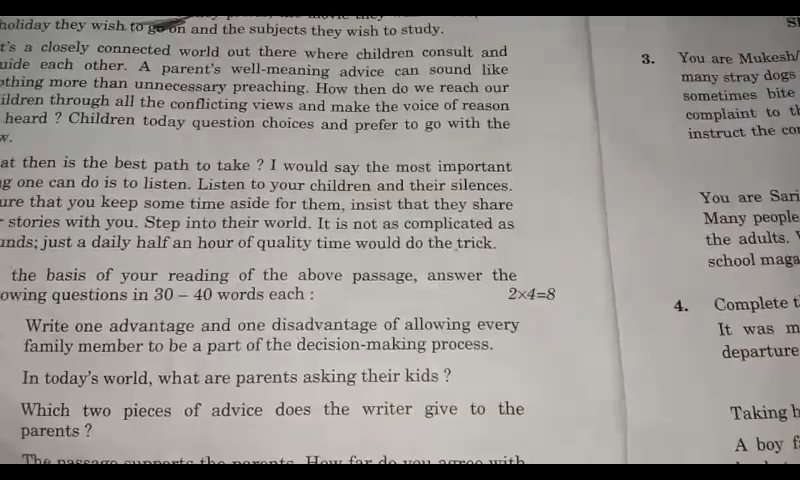 holiday they wish to go on and the subjects they wish to study.
t's a closely connected world out there where children consult and
uide each other. A parent's well-meaning advice can sound like
othing more than unnecessary preaching. How then do we reach our
ildren through all the conflicting views and make the voice of reason
heard ? Children today question choices and prefer to go with the
w.
at then is the best path to take ? I would say the most important
ng one can do is to listen. Listen to your children and their silences.
ure that you keep some time aside for them, insist that they share
r stories with you. Step into their world. It is not as complicated as
unds; just a daily half an hour of quality time would do the trick.
the basis of your reading of the above passage, answer the
owing questions in 30 – 40 words each : 2×4=8
Write one advantage and one disadvantage of allowing every
family member to be a part of the decision-making process.
In today's world, what are parents asking their kids ?
Which two pieces of advice does the writer give to the
parents ?
The passage supports the parents. How far do you agree with
3. You are Mukesh/
many stray dogs
sometimes bite
complaint to th
instruct the con
You are Sari
Many people
the adults. W
school maga
4. Complete t
It was m
departure
Taking h
A boy fa